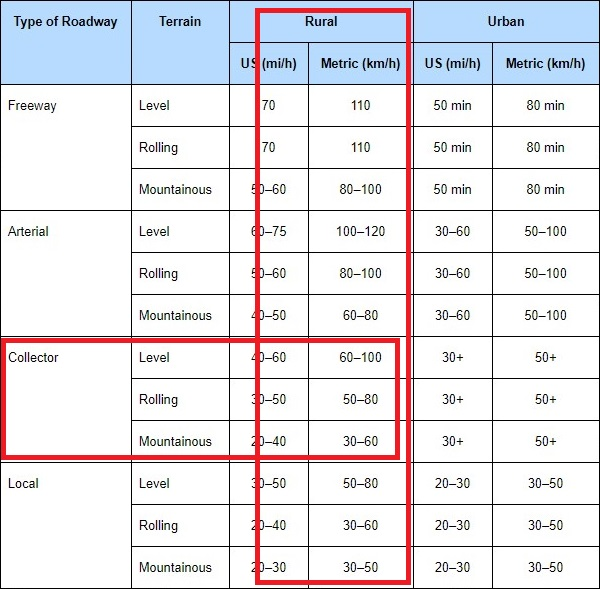 Type of Roadway Terrain Rural Urban
US (mi/h) Metric (km/h) US (mi/h) Metric (km/h)
Freeway Level 70 110 50 min 80 min
Rolling 70 110 50 min 80 min
Mountainous 50–60 80–100 50 min 80 min
Arterial Level 60–75 100–120 30–60 50–100
Rolling 50–60 80–100 30–60 50–100
Mountainous 40–50 60–80 30–60 50–100
Collector Level 40–60 60–100 30+ 50+
Rolling 30–50 50–80 30+ 50+
Mountainous 20–40 30–60 30+ 50+
Local Level 30–50 50–80 20–30 30–50
Rolling 20–40 30–60 20–30 30–50
Mountainous 20–30 30–50 20–30 30–50